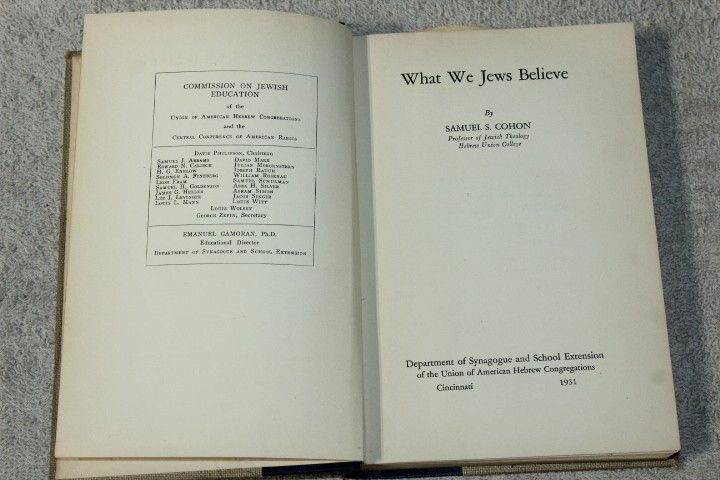 COMMISSION ON JEWISH
EDUCATION
of the
UNION OF AMERICAN HEBREW CONGREGATIONS
and the
CENTRAL CONFERENCE OF AMERICAN RABBIS
DAVID PHILIPSON, Chairman
SAMUEL J. ABRAMS
EDWARD N. CALISCH
H. G. ENELOW
SOLOMON A. FINEBERG
LEON FRAM
SAMUEL H. GOLDENSON
JAMES G. HELLER
LEE J. LEVINGER
LOUIS L. MANN
DAVID MARX
JULIAN MORGENSTERN
JOSEPH RAUCH
WILLIAM ROSENAU
SAMUEL SCHULMAN
ABBA H. SILVER
ABRAM SIMON
JACOB SINGER
LOUIS WITT
LOUIS WOLSEY
GEORGE ZEPIN, Secretary
EMANUEL GAMORAN, Ph.D.
Educational Director
DEPARTMENT OF SYNAGOGUE AND SCHOOL EXTENSION
What We Jews Believe
By
SAMUEL S. COHON
Professor of Jewish Theology
Hebrew Union College
Department of Synagogue and School Extension
of the Union of American Hebrew Congregations
Cincinnati 1931